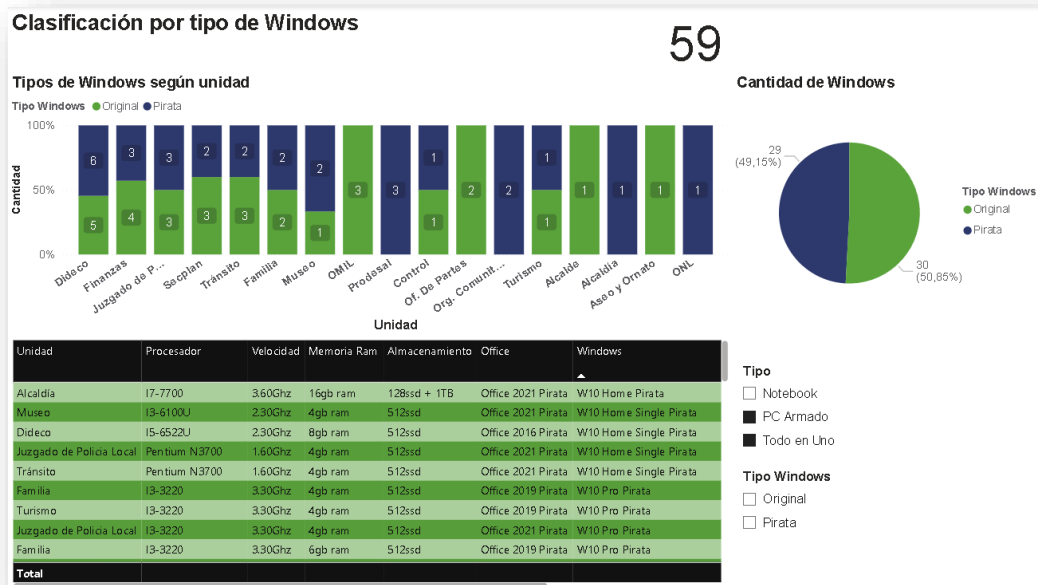 Clasificación por tipo de Windows
59
Tipos de Windows según unidad
Tipo Windows Original Pirata
Cantidad
100%
50%
0%
6 3 3 2 2 2 2 3 3 1 2 2 1 1 1 1 1
5 4 3 3 3 2 1 1 1
Dideco
Finanzas
Juzgado de P...
Secplan
Tránsito
Familia
Museo
OMIL
Prodesal
Control
Of. De Partes
Org. Comunit...
Turismo
Alcalde
Alcaldía
Aseo y Ornato
ONL
Unidad
Cantidad de Windows
29
(49,15%)
30
(50,85%)
Tipo Windows
Original
Pirata
Unidad Procesador Velocidad Memoria Ram Almacenamiento Office Windows
Alcaldía I7-7700 3.60Ghz 16gb ram 128ssd + 1TB Office 2021 Pirata W10 Home Pirata
Museo I3-6100U 2.30Ghz 4gb ram 512ssd Office 2021 Pirata W10 Home Single Pirata
Dideco I5-6522U 2.30Ghz 8gb ram 512ssd Office 2016 Pirata W10 Home Single Pirata
Juzgado de Policia Local Pentium N3700 1.60Ghz 4gb ram 512ssd Office 2021 Pirata W10 Home Single Pirata
Tránsito Pentium N3700 1.60Ghz 4gb ram 512ssd Office 2021 Pirata W10 Home Single Pirata
Familia I3-3220 3.30Ghz 4gb ram 512ssd Office 2019 Pirata W10 Pro Pirata
Turismo I3-3220 3.30Ghz 4gb ram 512ssd Office 2019 Pirata W10 Pro Pirata
Juzgado de Policia Local I3-3220 3.30Ghz 4gb ram 512ssd Office 2021 Pirata W10 Pro Pirata
Familia I3-3220 3.30Ghz 6gb ram 512ssd Office 2019 Pirata W10 Pro Pirata
Total
Tipo
Notebook
PC Armado
Todo en Uno
Tipo Windows
Original
Pirata